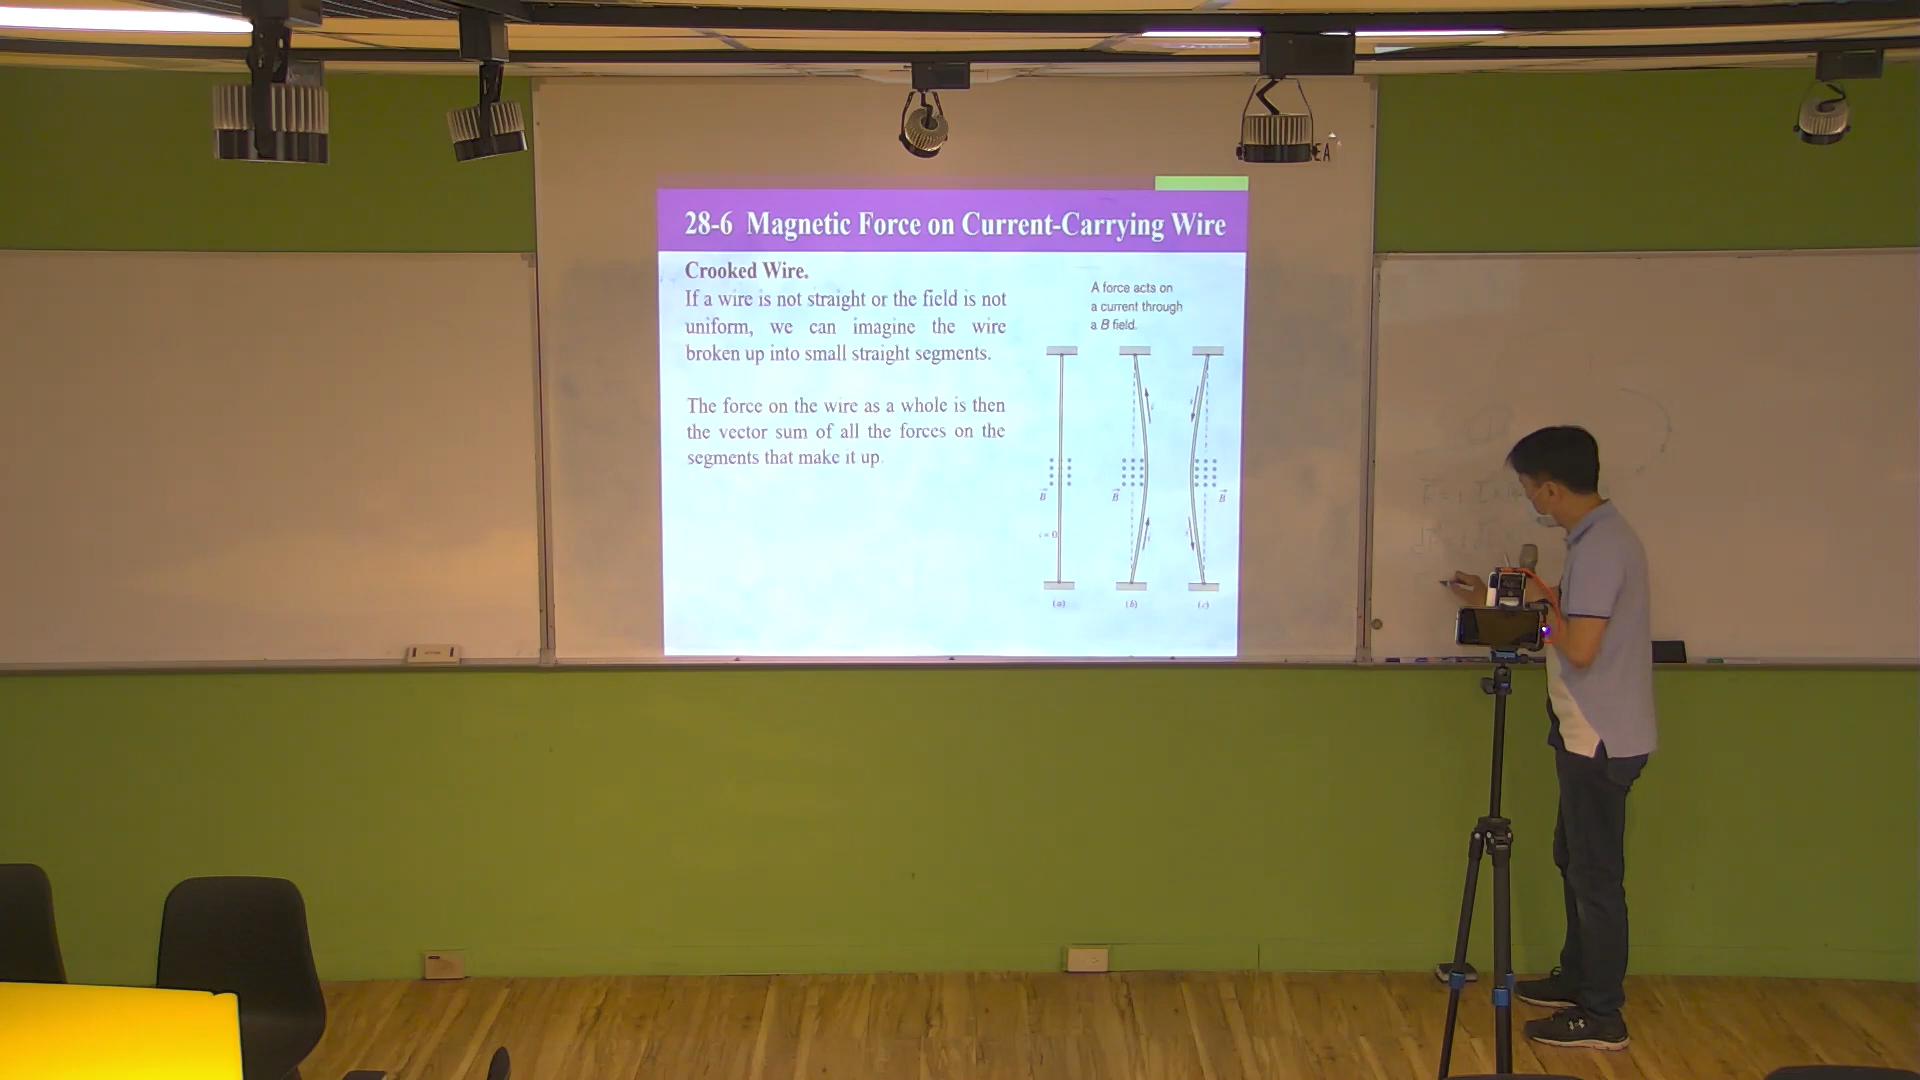 28-6 Magnetic Force on Current-Carrying Wire
Crooked Wire.
If a wire is not straight or the field is not
uniform, we can imagine the wire
broken up into small straight segments.
The force on the wire as a whole is then
the vector sum of all the forces on the
segments that make it up.
A force acts on
a current through
a B field.
B
B
B
i = 0
i
i
(a)
(b)
(c)
EA